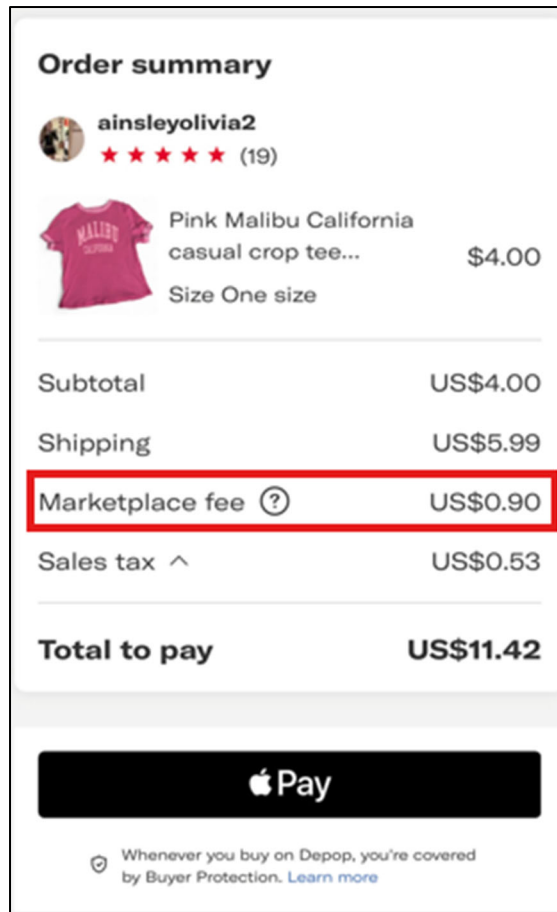 Order summary
ainsleyolivia2
★ ★ ★ ★ ★ (19)
MALIBU
CALIFORNIA
Pink Malibu California
casual crop tee...
$4.00
Size One size
Subtotal US$4.00
Shipping US$5.99
Marketplace fee ? US$0.90
Sales tax US$0.53
Total to pay US$11.42
Pay
Whenever you buy on Depop, you're covered
by Buyer Protection. Learn more